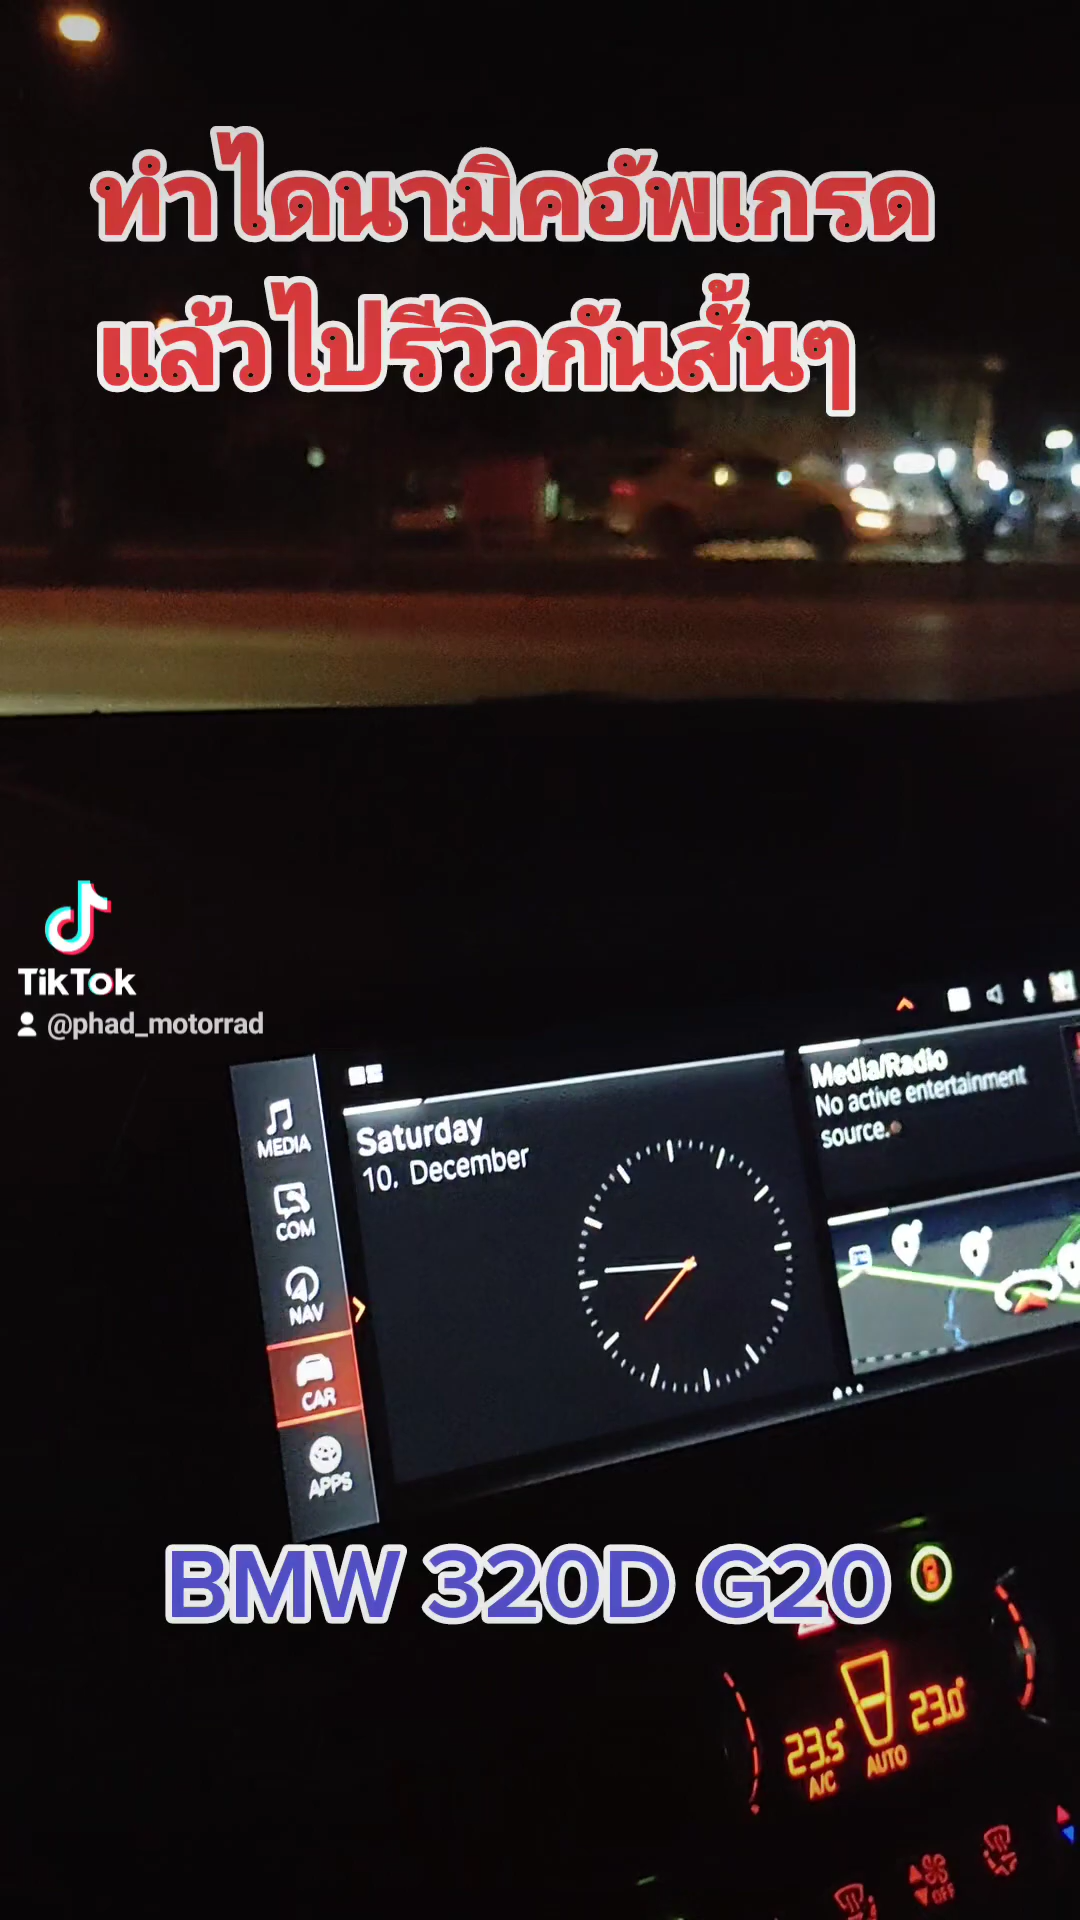 ทำไดนามิคอัพเกรด
แล้วไปรีวิวกันสั้นๆ
TikTok
@phad_motorrad
MEDIA
COM
NAV
CAR
APPS
Saturday
10. December
Media/Radio
No active entertainment
source.
BMW 320D G20
23.5°
23.0°
A/C
AUTO
OFF